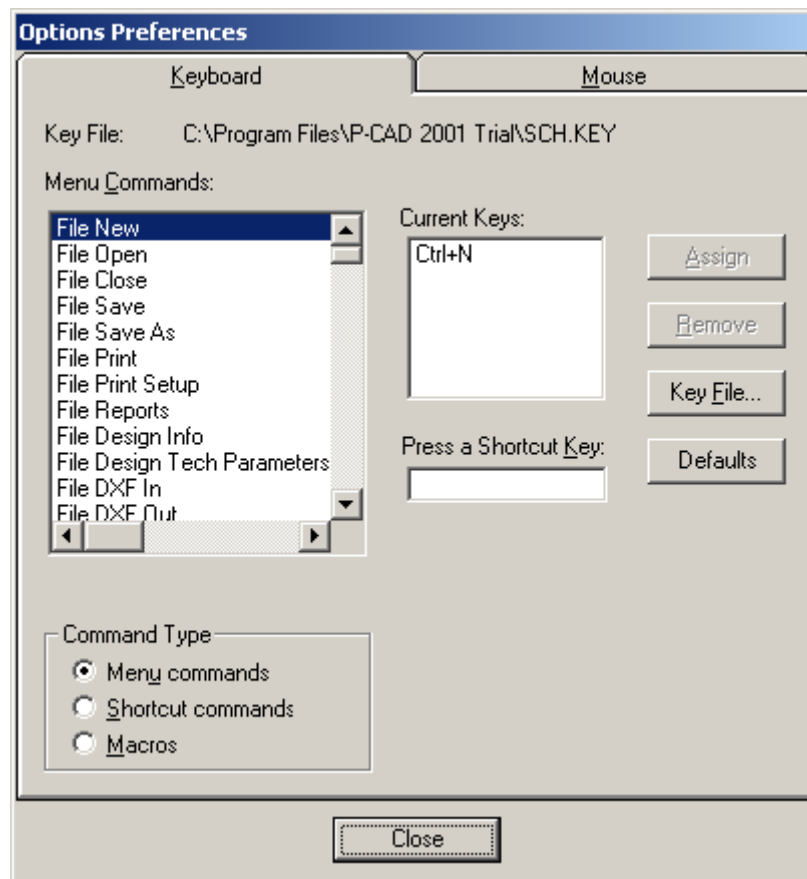 Options Preferences
Keyboard
Mouse
Key File: C:\Program Files\P-CAD 2001 Trial\SCH.KEY
Menu Commands:
File New
File Open
File Close
File Save
File Save As
File Print
File Print Setup
File Reports
File Design Info
File Design Tech Parameters
File DXF In
File DXF Out
Current Keys:
Ctrl+N
Press a Shortcut Key:
Assign
Remove
Key File...
Defaults
Command Type
Menu commands
Shortcut commands
Macros
Close